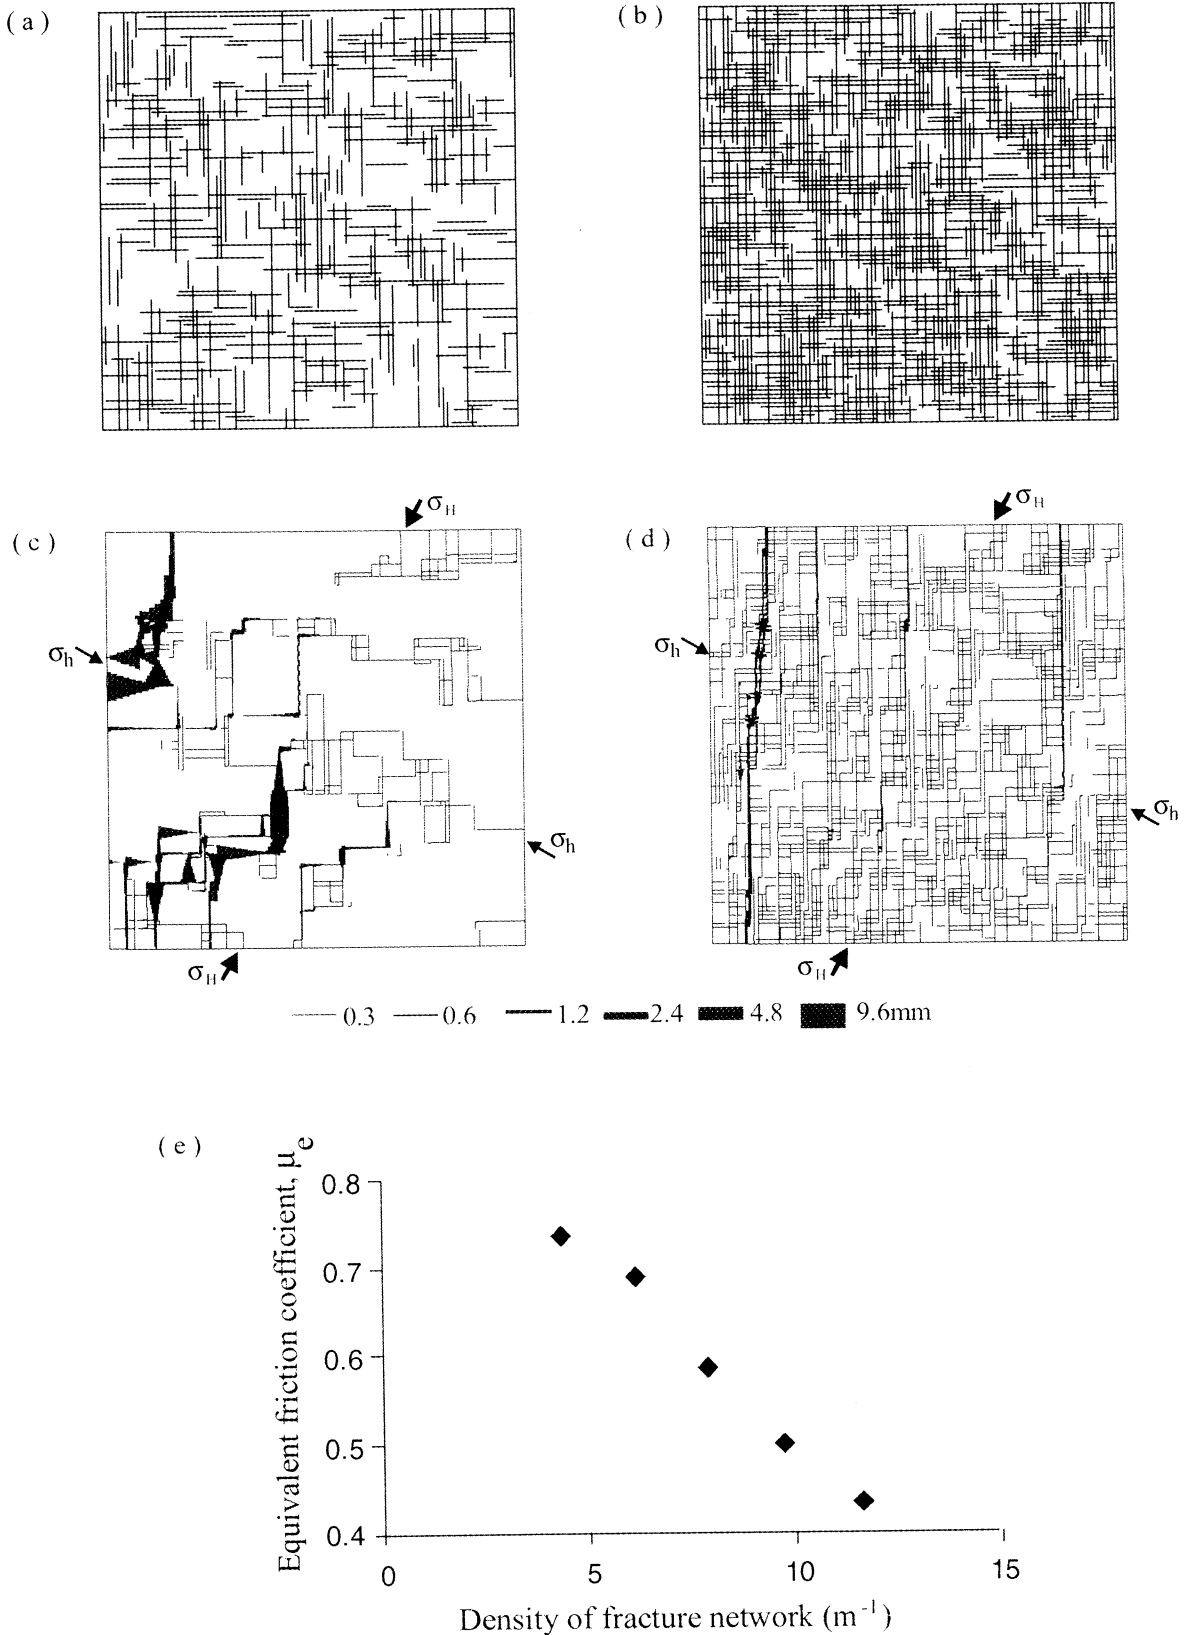 ( a )
( b )
σH
σH
( c )
( d )
σh
σh
σh
σh
σH
σH
0.3 0.6 1.2 2.4 4.8 9.6mm
( e )
Equivalent friction coefficient, μe
0.8
0.7
0.6
0.5
0.4
0 5 10 15
Density of fracture network (m-1)